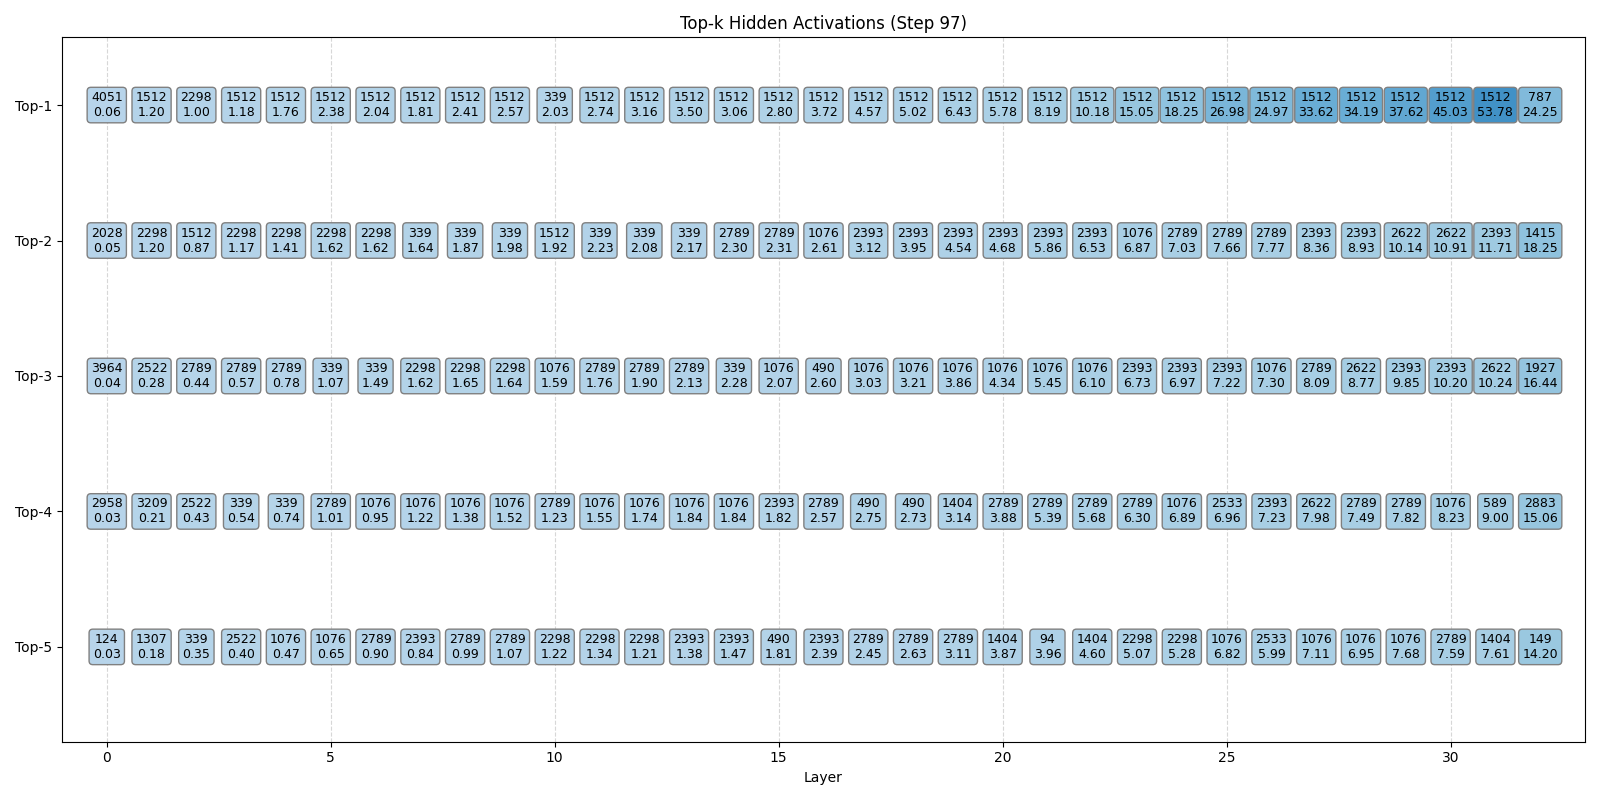 Top-k Hidden Activations (Step 97)
Top-1
4051 1512 2298 1512 1512 1512 1512 1512 1512 1512 339 1512 1512 1512 1512 1512 1512 1512 1512 1512 1512 1512 1512 1512 1512 1512 1512 1512 1512 1512 1512 1512 787
0.06 1.20 1.00 1.18 1.76 2.38 2.04 1.81 2.41 2.57 2.03 2.74 3.16 3.50 3.06 2.80 3.72 4.57 5.02 6.43 5.78 8.19 10.18 15.05 18.25 26.98 24.97 33.62 34.19 37.62 45.03 53.78 24.25
Top-2
2028 2298 1512 2298 2298 2298 2298 339 339 339 1512 339 339 339 2789 2789 1076 2393 2393 2393 2393 2393 2393 1076 2789 2789 2789 2393 2393 2622 2622 2393 1415
0.05 1.20 0.87 1.17 1.41 1.62 1.62 1.64 1.87 1.98 1.92 2.23 2.08 2.17 2.30 2.31 2.61 3.12 3.95 4.54 4.68 5.86 6.53 6.87 7.03 7.66 7.77 8.36 8.93 10.14 10.91 11.71 18.25
Top-3
3964 2522 2789 2789 2789 339 339 2298 2298 2298 1076 2789 2789 2789 339 1076 490 1076 1076 1076 1076 1076 1076 2393 2393 2393 1076 2789 2622 2393 2393 2622 1927
0.04 0.28 0.44 0.57 0.78 1.07 1.49 1.62 1.65 1.64 1.59 1.76 1.90 2.13 2.28 2.07 2.60 3.03 3.21 3.86 4.34 5.45 6.10 6.73 6.97 7.22 7.30 8.09 8.77 9.85 10.20 10.24 16.44
Top-4
2958 3209 2522 339 339 2789 1076 1076 1076 1076 2789 1076 1076 1076 1076 2393 2789 490 490 1404 2789 2789 2789 2789 1076 2533 2393 2622 2789 2789 1076 589 2883
0.03 0.21 0.43 0.54 0.74 1.01 0.95 1.22 1.38 1.52 1.23 1.55 1.74 1.84 1.84 1.82 2.57 2.75 2.73 3.14 3.88 5.39 5.68 6.30 6.89 6.96 7.23 7.98 7.49 7.82 8.23 9.00 15.06
Top-5
124 1307 339 2522 1076 1076 2789 2393 2789 2789 2298 2298 2298 2393 2393 490 2393 2789 2789 2789 1404 94 1404 2298 2298 1076 2533 1076 1076 1076 2789 1404 149
0.03 0.18 0.35 0.40 0.47 0.65 0.90 0.84 0.99 1.07 1.22 1.34 1.21 1.38 1.47 1.81 2.39 2.45 2.63 3.11 3.87 3.96 4.60 5.07 5.28 6.82 5.99 7.11 6.95 7.68 7.59 7.61 14.20
0 5 10 15 20 25 30
Layer